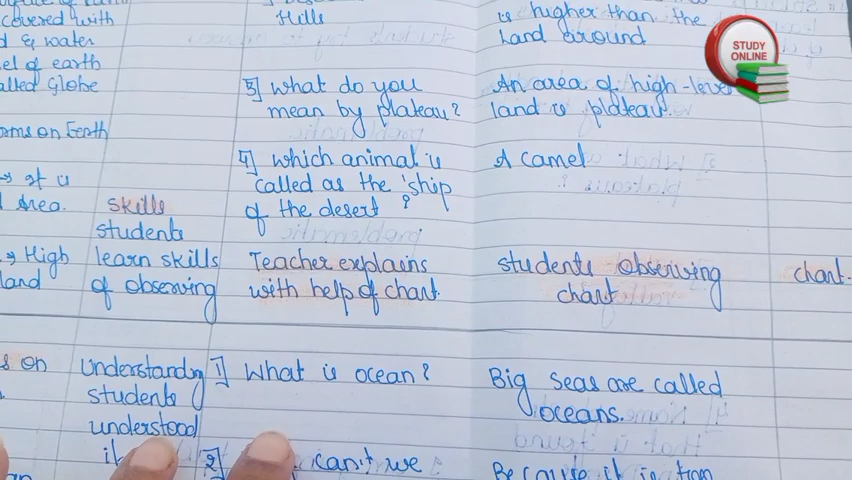 covered with
& water
el of earth
alled Globe
oms on Earth
→ It is
Area.
→ High
land
skills
students
learn skills
of observing
Hills
3] what do you
mean by plateau?
4] which animal is
called as the 'ship
of the desert ?
Teacher explains
with help of chart.
is higher than the
land around
An area of high-level
land is plateau.
A camel
students observing
chart
chart.
STUDY
ONLINE
s on
Understanding
students
understood
1] What is ocean?
2] can't we
Big seas are called
oceans.
Because it is